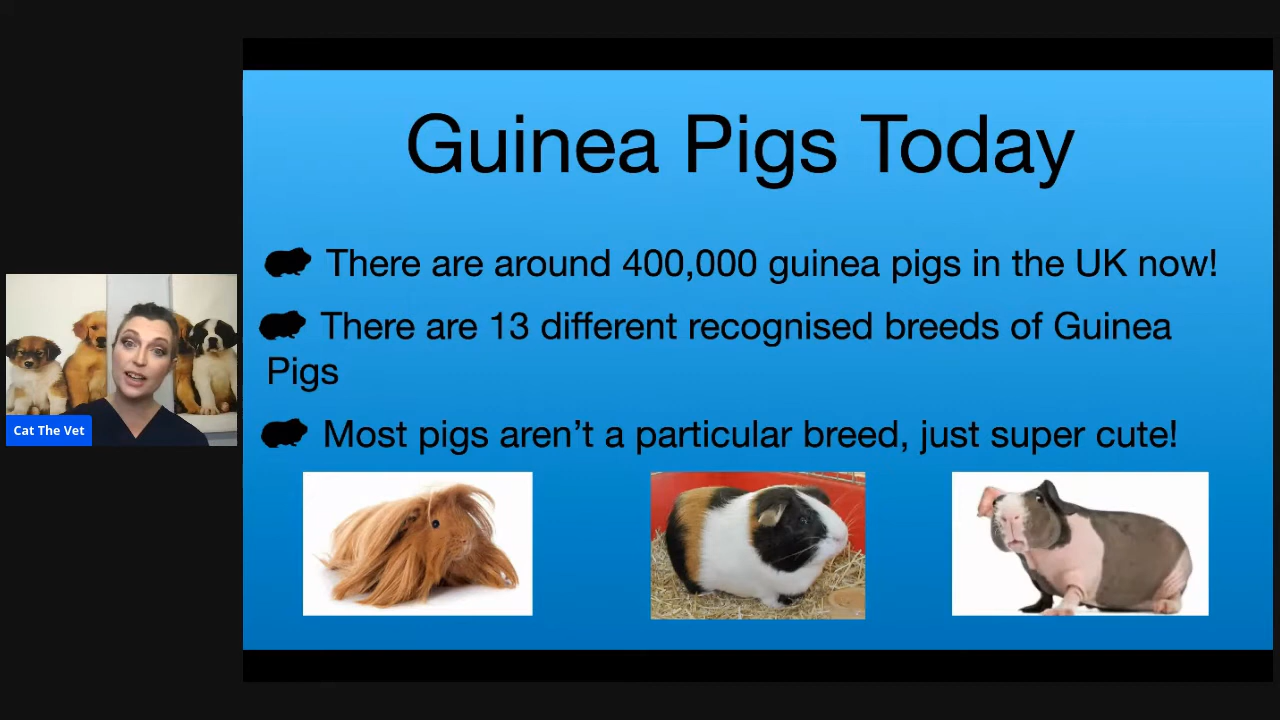 Guinea Pigs Today
There are around 400,000 guinea pigs in the UK now!
There are 13 different recognised breeds of Guinea
Pigs
Most pigs aren’t a particular breed, just super cute!
Cat The Vet